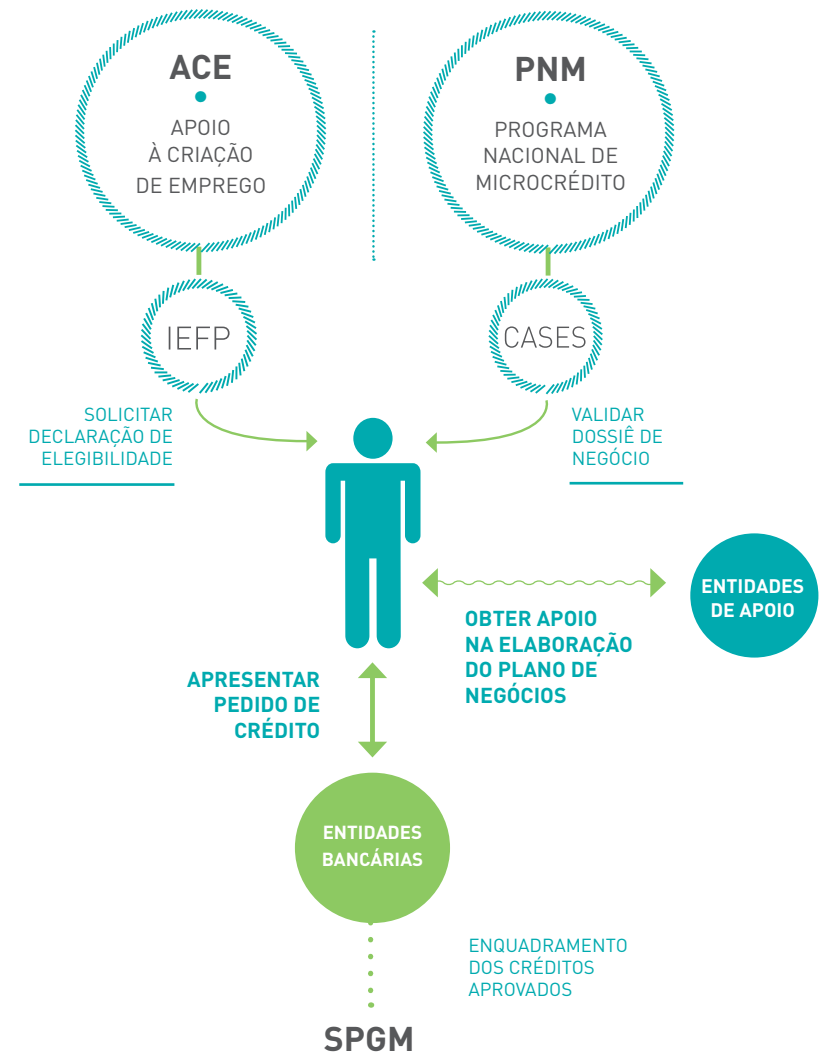 ACE
APOIO
À CRIAÇÃO
DE EMPREGO
PNM
PROGRAMA
NACIONAL DE
MICROCRÉDITO
IEFP
CASES
SOLICITAR
DECLARAÇÃO DE
ELEGIBILIDADE
VALIDAR
DOSSIÊ DE
NEGÓCIO
ENTIDADES
DE APOIO
OBTER APOIO
NA ELABORAÇÃO
DO PLANO DE
NEGÓCIOS
APRESENTAR
PEDIDO DE
CRÉDITO
ENTIDADES
BANCÁRIAS
ENQUADRAMENTO
DOS CRÉDITOS
APROVADOS
SPGM